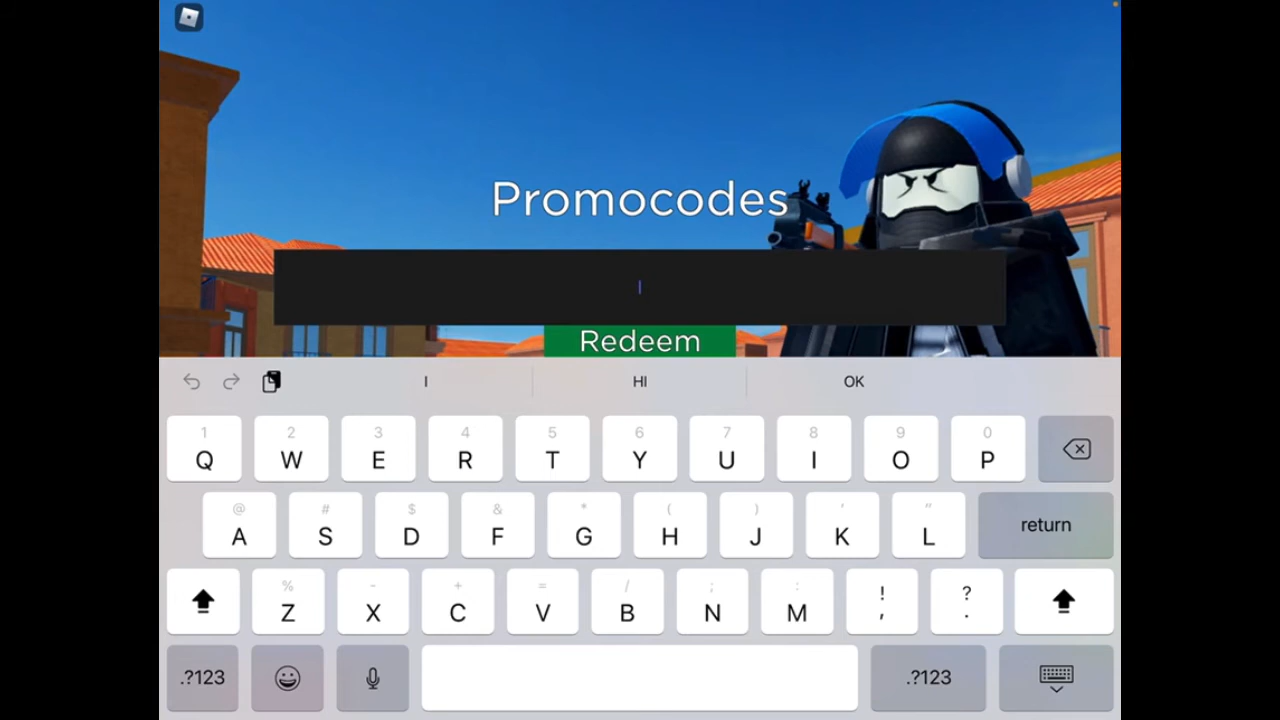 Promocodes
Redeem
I HI OK
1 2 3 4 5 6 7 8 9 0
Q W E R T Y U I O P
@ # $ & * ( ) ' "
A S D F G H J K L return
% - + = / ; : ! ?
Z X C V B N M , .
.?123 .?123